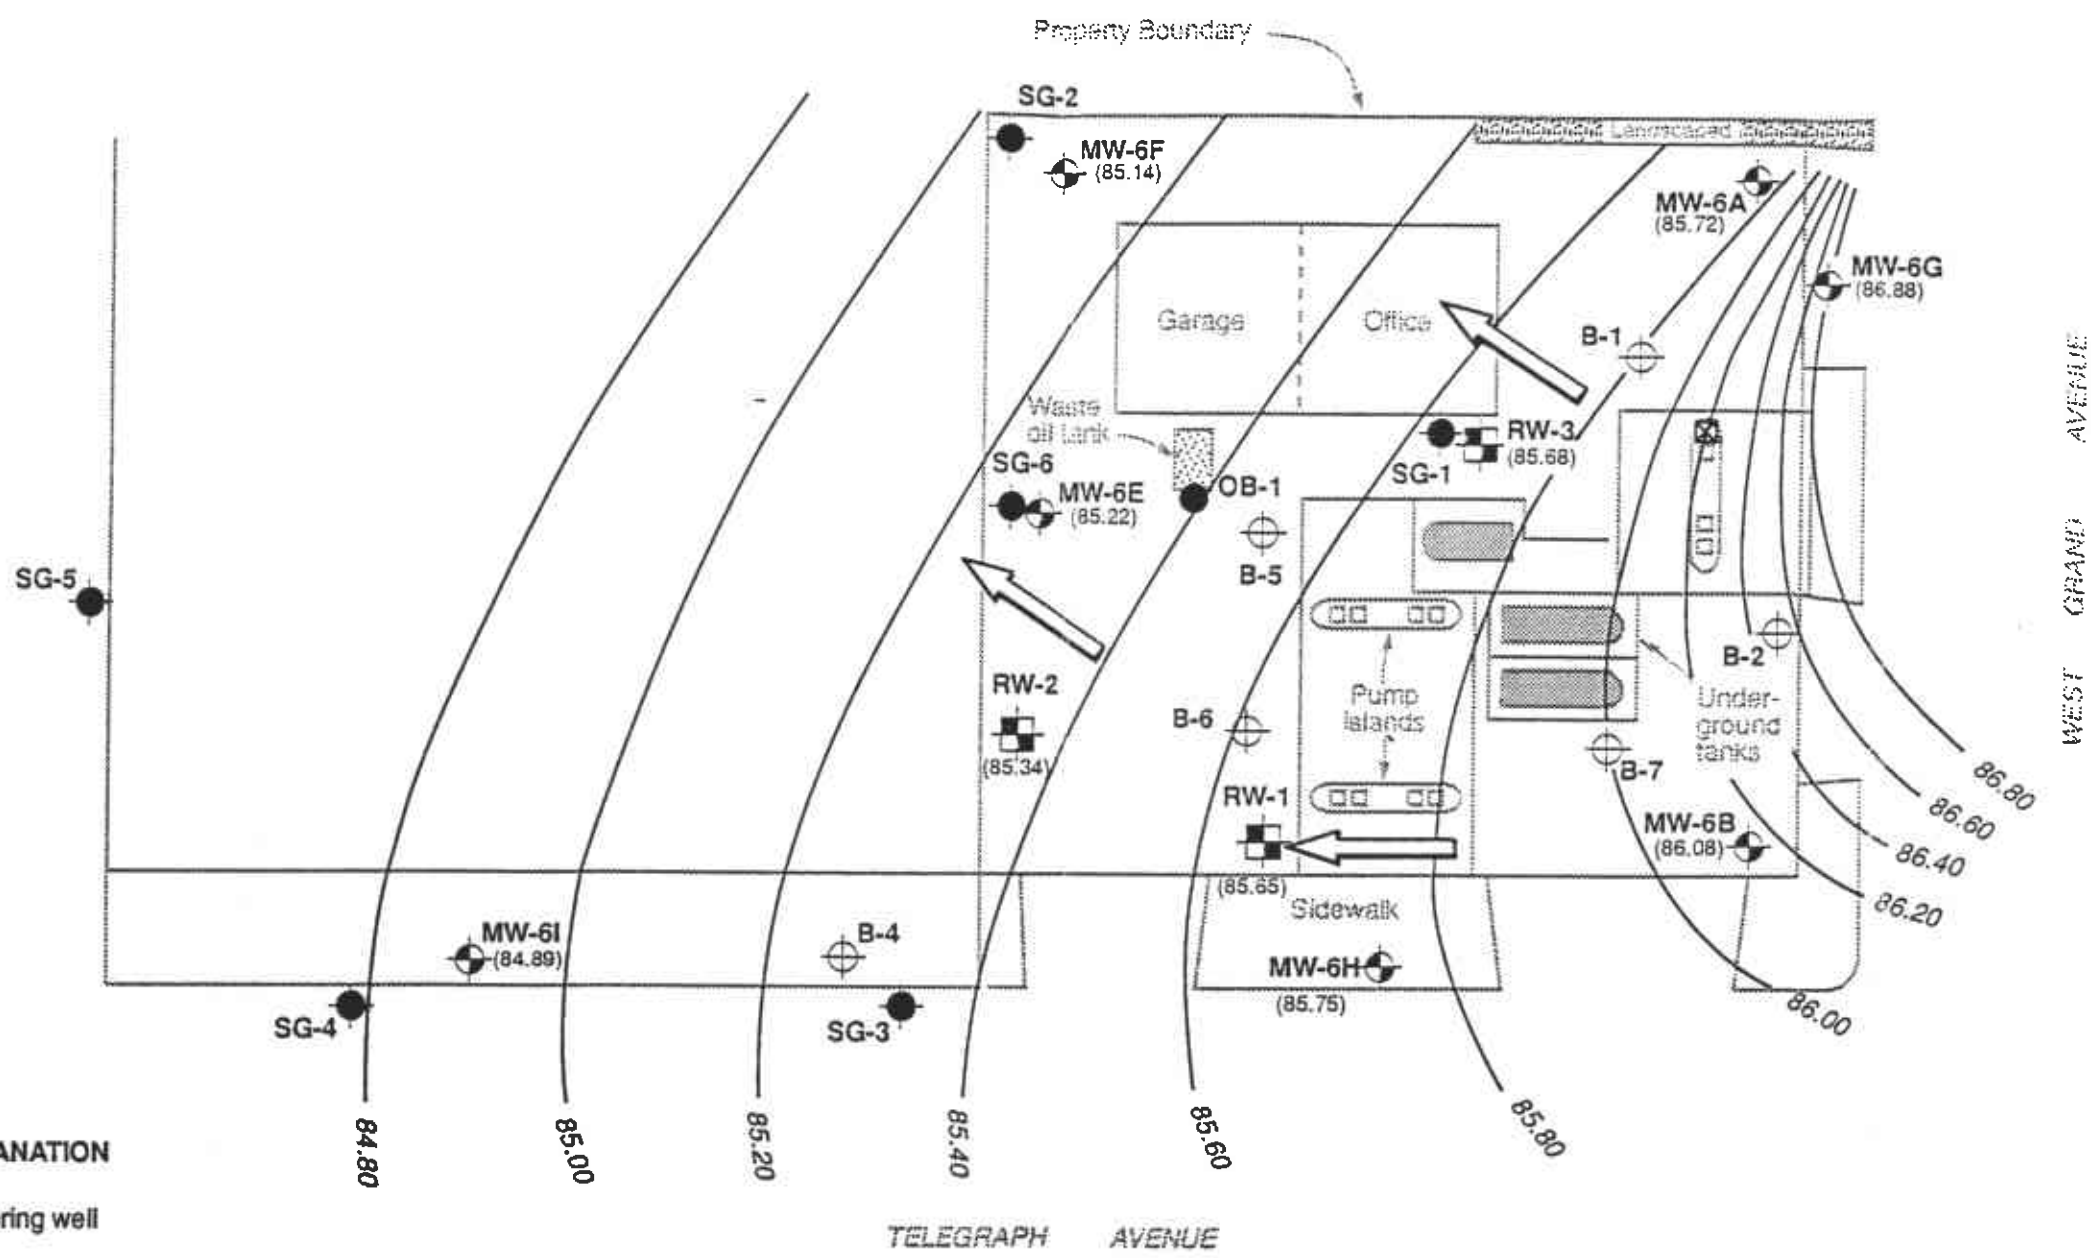 Property Boundary
SG-2
MW-6F
(85.14)
Landscaped
MW-6A
(85.72)
MW-6G
(86.88)
Garage
Office
B-1
Waste
oil tank
SG-6
MW-6E
(85.22)
OB-1
B-5
RW-3
(85.68)
SG-1
SG-5
RW-2
(85.34)
B-6
Pump
Islands
B-2
Under-
ground
tanks
B-7
RW-1
(85.65)
MW-6B
(86.08)
86.80
86.60
86.40
86.20
86.00
Sidewalk
MW-6I
(84.89)
B-4
MW-6H
(85.75)
SG-4
SG-3
84.80
85.00
85.20
85.40
85.60
85.80
WEST GRAND AVENUE
ANATION
ring well
TELEGRAPH AVENUE